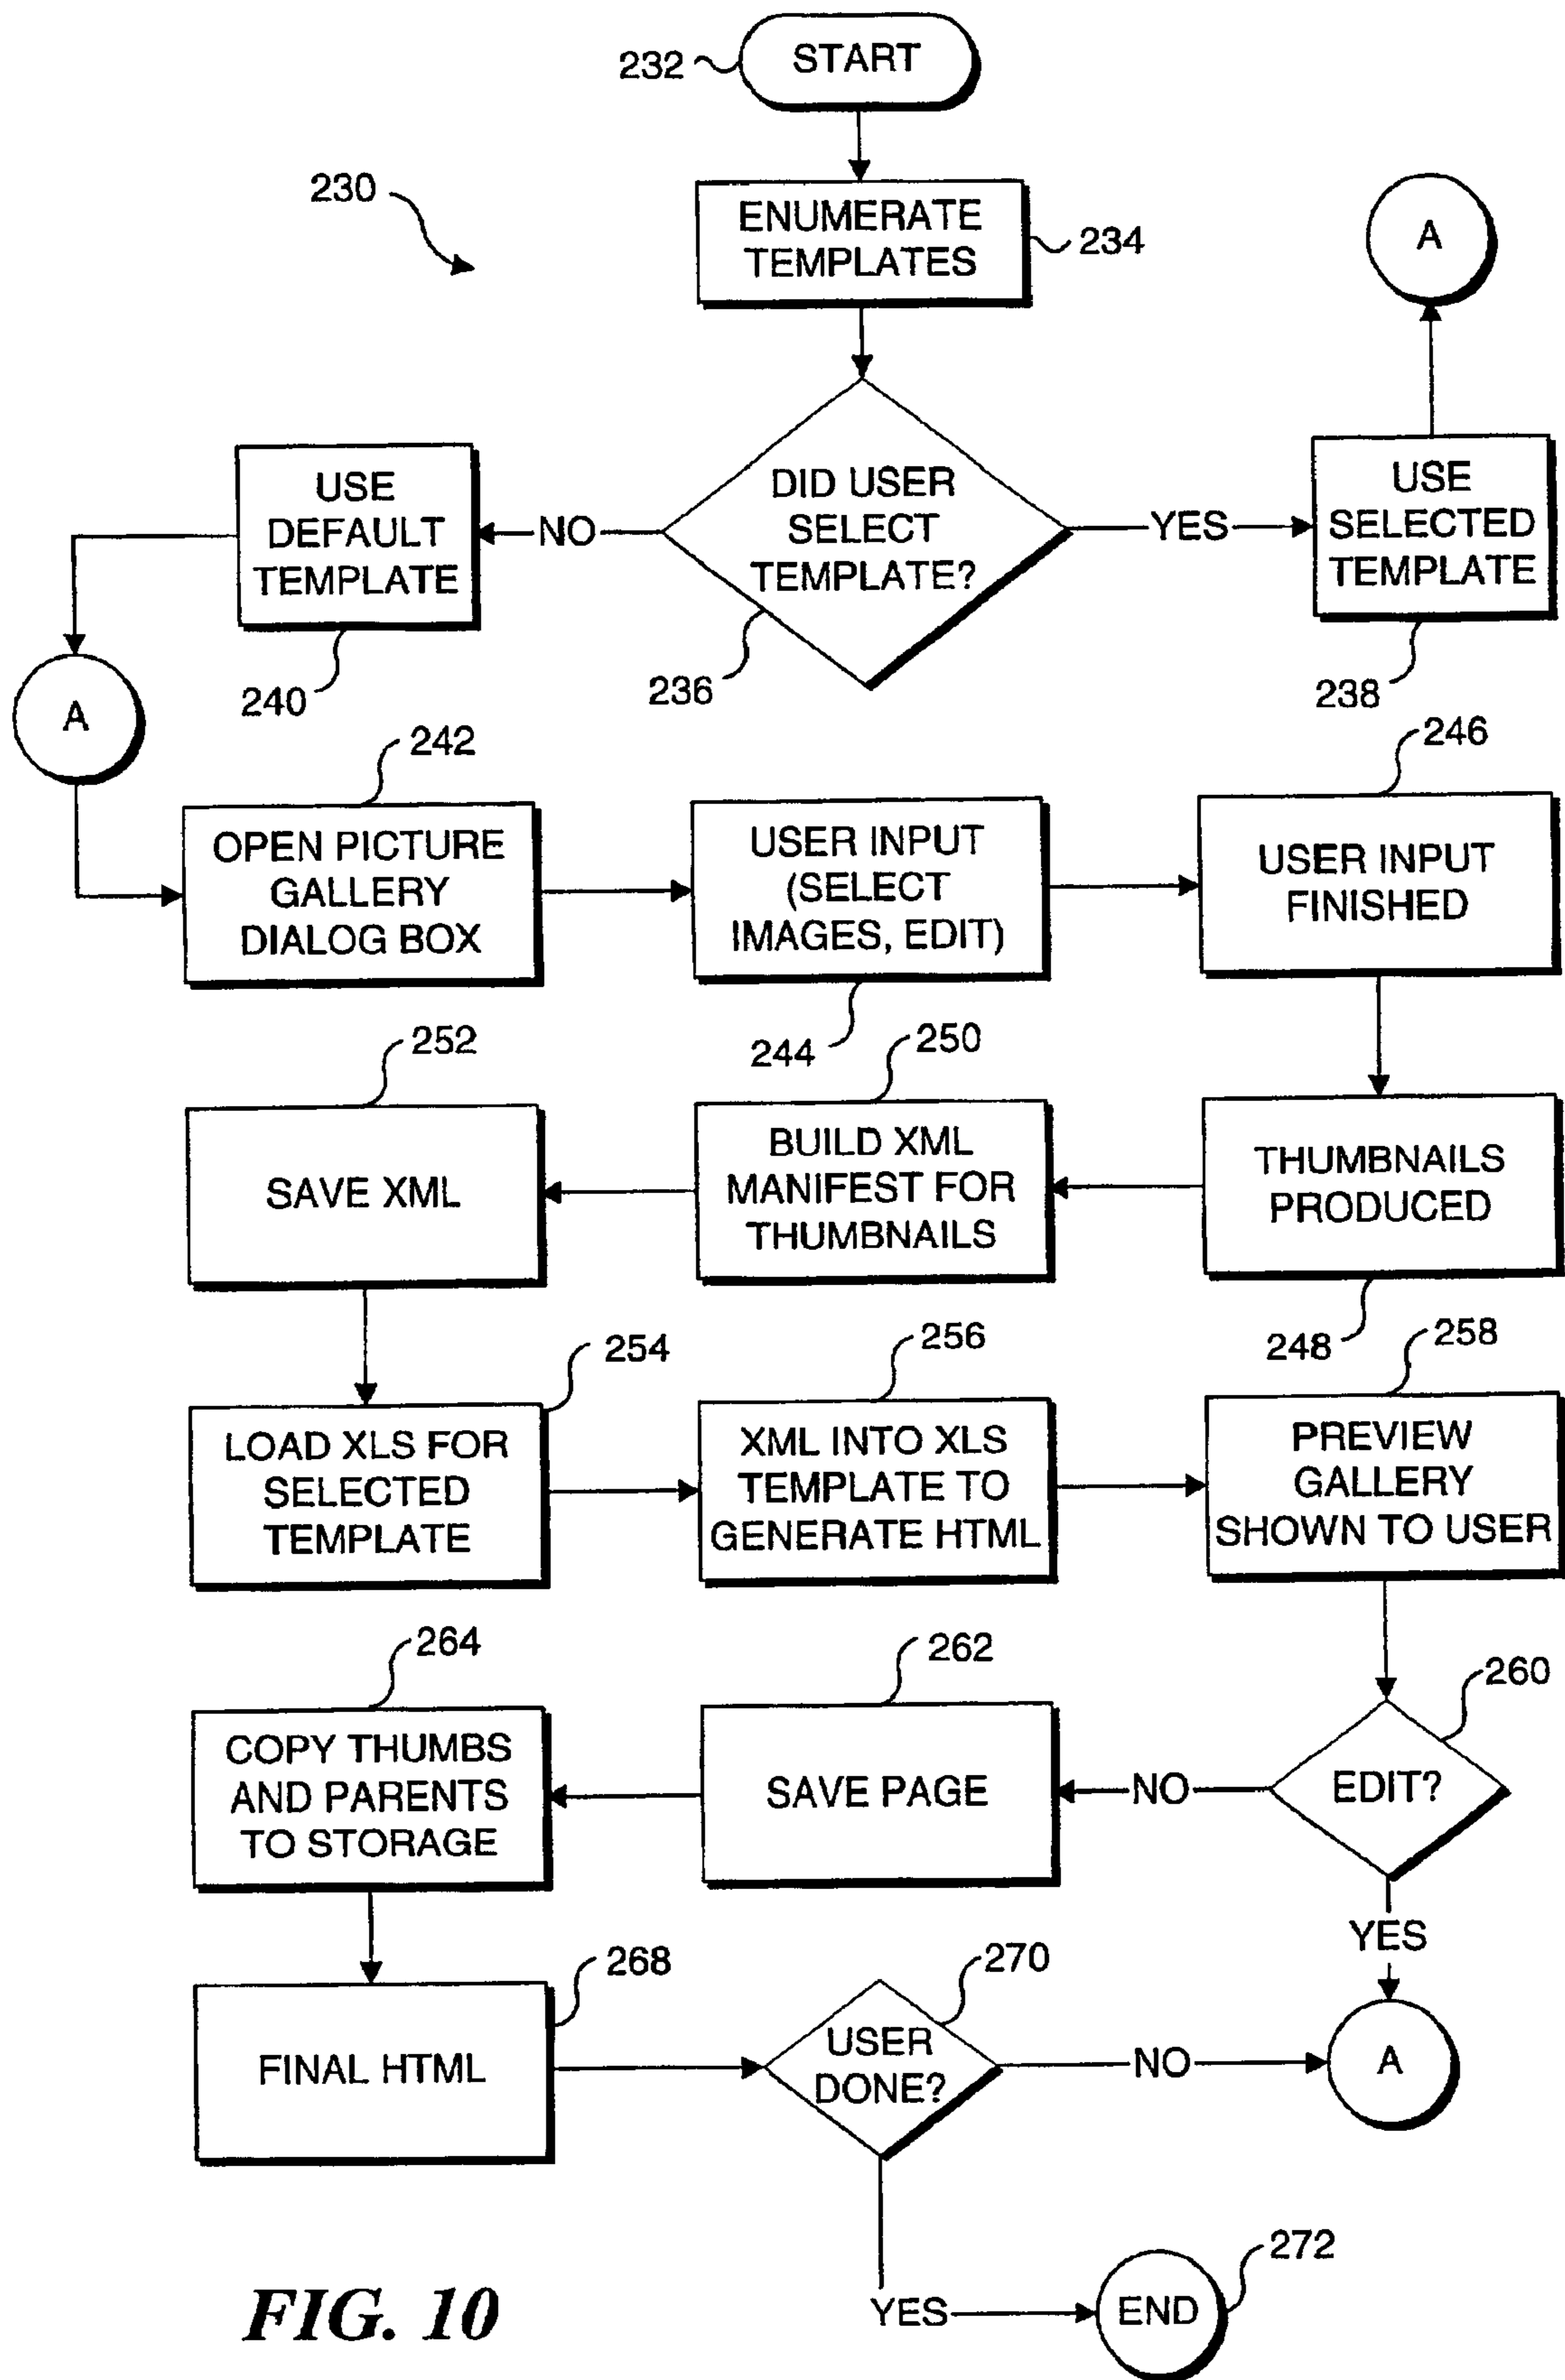 232
START
230
ENUMERATE
TEMPLATES
234
A
USE
DEFAULT
TEMPLATE
240
NO
DID USER
SELECT
TEMPLATE?
236
YES
USE
SELECTED
TEMPLATE
238
A
242
OPEN PICTURE
GALLERY
DIALOG BOX
USER INPUT
(SELECT
IMAGES, EDIT)
244
246
USER INPUT
FINISHED
252
SAVE XML
250
BUILD XML
MANIFEST FOR
THUMBNAILS
THUMBNAILS
PRODUCED
248
254
LOAD XLS FOR
SELECTED
TEMPLATE
256
XML INTO XLS
TEMPLATE TO
GENERATE HTML
258
PREVIEW
GALLERY
SHOWN TO USER
264
COPY THUMBS
AND PARENTS
TO STORAGE
262
SAVE PAGE
NO
260
EDIT?
YES
268
FINAL HTML
270
USER
DONE?
NO
A
YES
END
272
FIG. 10